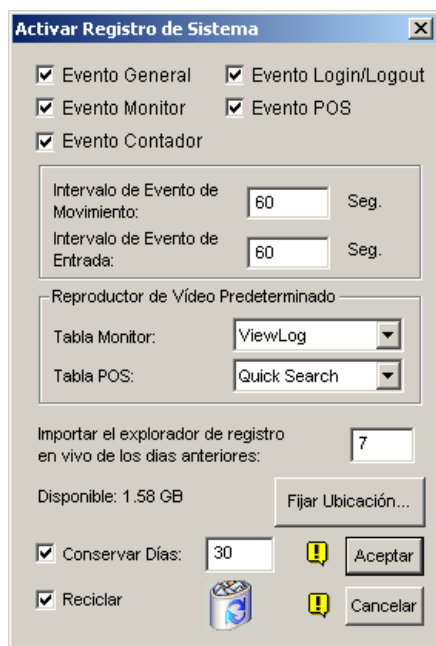 Activar Registro de Sistema
Evento General
Evento Login/Logout
Evento Monitor
Evento POS
Evento Contador
Intervalo de Evento de
Movimiento:
60
Seg.
Intervalo de Evento de
Entrada:
60
Seg.
Reproductor de Vídeo Predeterminado
Tabla Monitor:
ViewLog
Tabla POS:
Quick Search
Importar el explorador de registro
en vivo de los dias anteriores:
7
Disponible: 1.58 GB
Fijar Ubicación...
Conservar Días:
30
Aceptar
Reciclar
Cancelar